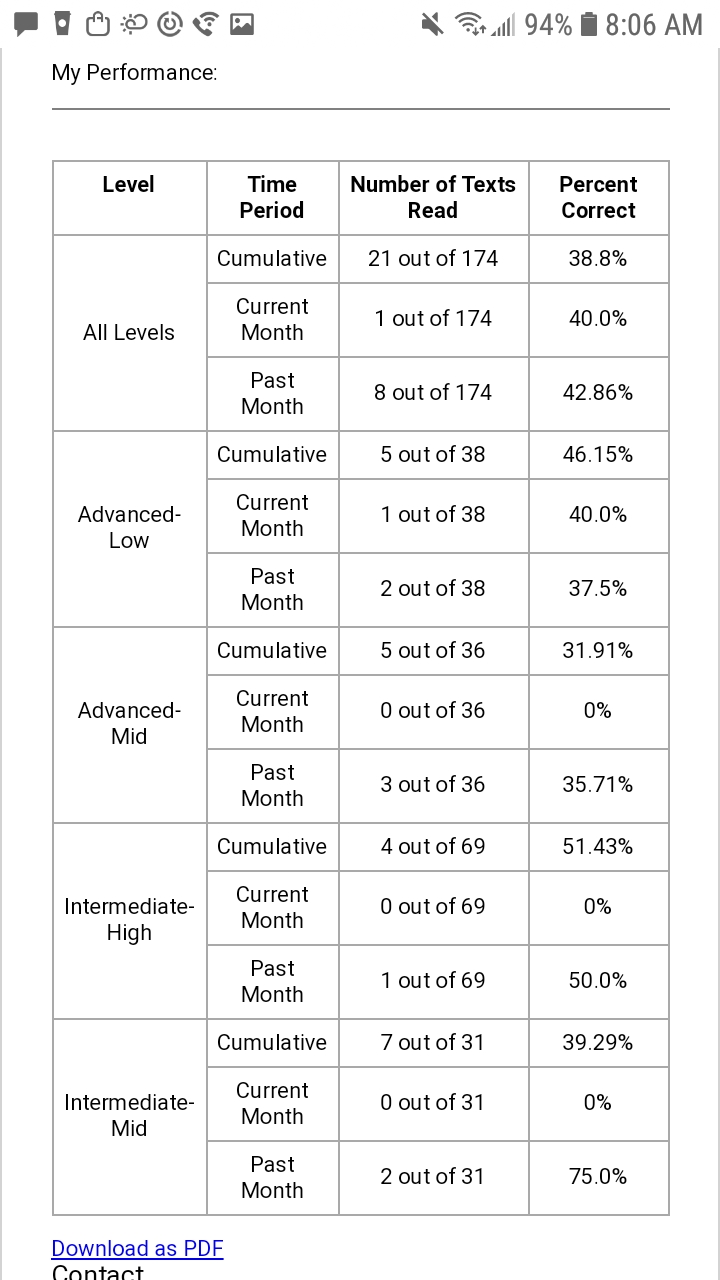 94% 8:06 AM
My Performance:
Level Time Period Number of Texts Read Percent Correct
All Levels
Cumulative 21 out of 174 38.8%
Current Month 1 out of 174 40.0%
Past Month 8 out of 174 42.86%
Advanced-Low
Cumulative 5 out of 38 46.15%
Current Month 1 out of 38 40.0%
Past Month 2 out of 38 37.5%
Advanced-Mid
Cumulative 5 out of 36 31.91%
Current Month 0 out of 36 0%
Past Month 3 out of 36 35.71%
Intermediate-High
Cumulative 4 out of 69 51.43%
Current Month 0 out of 69 0%
Past Month 1 out of 69 50.0%
Intermediate-Mid
Cumulative 7 out of 31 39.29%
Current Month 0 out of 31 0%
Past Month 2 out of 31 75.0%
Download as PDF
Contact